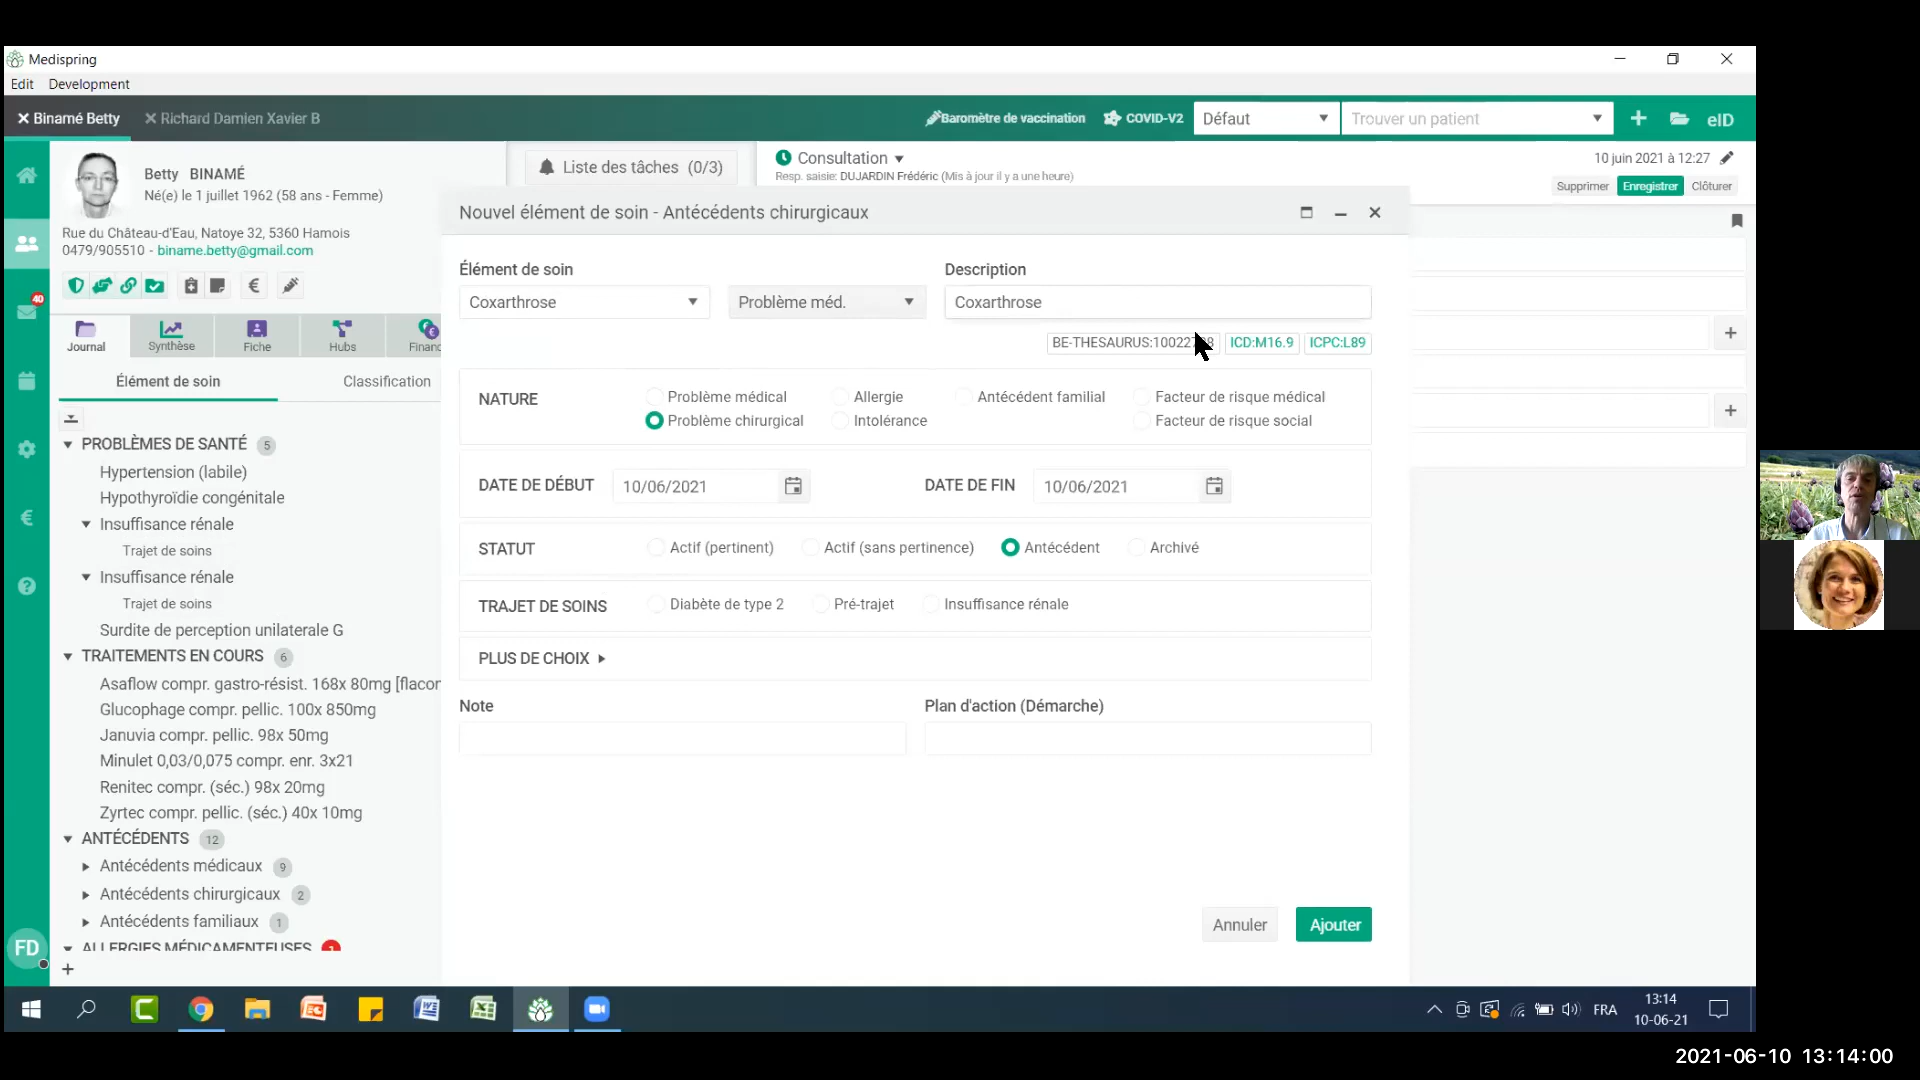 Medispring
Edit Development
Binamé Betty
Richard Damien Xavier B
Baromètre de vaccination
COVID-V2
Défaut
Trouver un patient
eID
Betty BINAMÉ
Né(e) le 1 juillet 1962 (58 ans - Femme)
Rue du Château-d'Eau, Natoye 32, 5360 Hamois
0479/905510 - biname.betty@gmail.com
Liste des tâches (0/3)
Consultation
Resp. saisie: DUJARDIN Frédéric (Mis à jour il y a une heure)
10 juin 2021 à 12:27
Supprimer
Enregistrer
Clôturer
40
Journal
Synthèse
Fiche
Hubs
Élément de soin
Classification
PROBLÈMES DE SANTÉ 5
Hypertension (labile)
Hypothyroïdie congénitale
Insuffisance rénale
Trajet de soins
Insuffisance rénale
Trajet de soins
Surdite de perception unilaterale G
TRAITEMENTS EN COURS 6
Asaflow compr. gastro-résist. 168x 80mg [flacon
Glucophage compr. pellic. 100x 850mg
Januvia compr. pellic. 98x 50mg
Minulet 0,03/0,075 compr. enr. 3x21
Renitec compr. (séc.) 98x 20mg
Zyrtec compr. pellic. (séc.) 40x 10mg
ANTÉCÉDENTS 12
Antécédents médicaux 9
Antécédents chirurgicaux 2
Antécédents familiaux 1
ALLERGIES MÉDICAMENTEUSES
FD
Nouvel élément de soin - Antécédents chirurgicaux
Élément de soin
Description
Coxarthrose
Problème méd.
Coxarthrose
ICD:M16.9
ICPC:L89
NATURE
Problème médical
Allergie
Antécédent familial
Facteur de risque médical
Problème chirurgical
Intolérance
Facteur de risque social
DATE DE DÉBUT 10/06/2021
DATE DE FIN 10/06/2021
STATUT
Actif (pertinent)
Actif (sans pertinence)
Antécédent
Archivé
TRAJET DE SOINS
Diabète de type 2
Pré-trajet
Insuffisance rénale
PLUS DE CHOIX
Note
Plan d'action (Démarche)
Annuler
Ajouter
FRA
13:14
10-06-21
2021-06-10 13:14:00